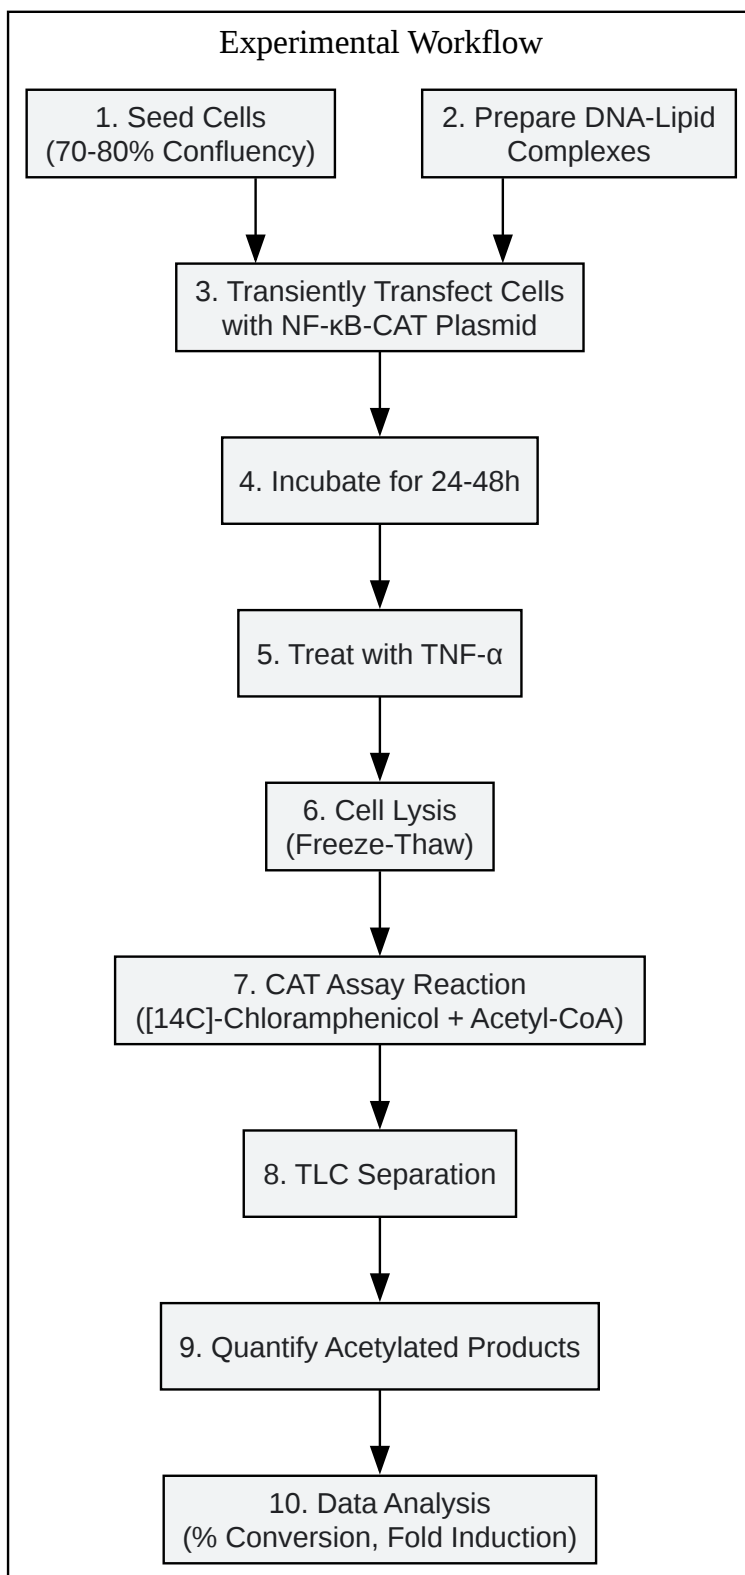 Experimental Workflow
1. Seed Cells
(70-80% Confluency)
2. Prepare DNA-Lipid
Complexes
3. Transiently Transfect Cells
with NF-κB-CAT Plasmid
4. Incubate for 24-48h
5. Treat with TNF-α
6. Cell Lysis
(Freeze-Thaw)
7. CAT Assay Reaction
([14C]-Chloramphenicol + Acetyl-CoA)
8. TLC Separation
9. Quantify Acetylated Products
10. Data Analysis
(% Conversion, Fold Induction)